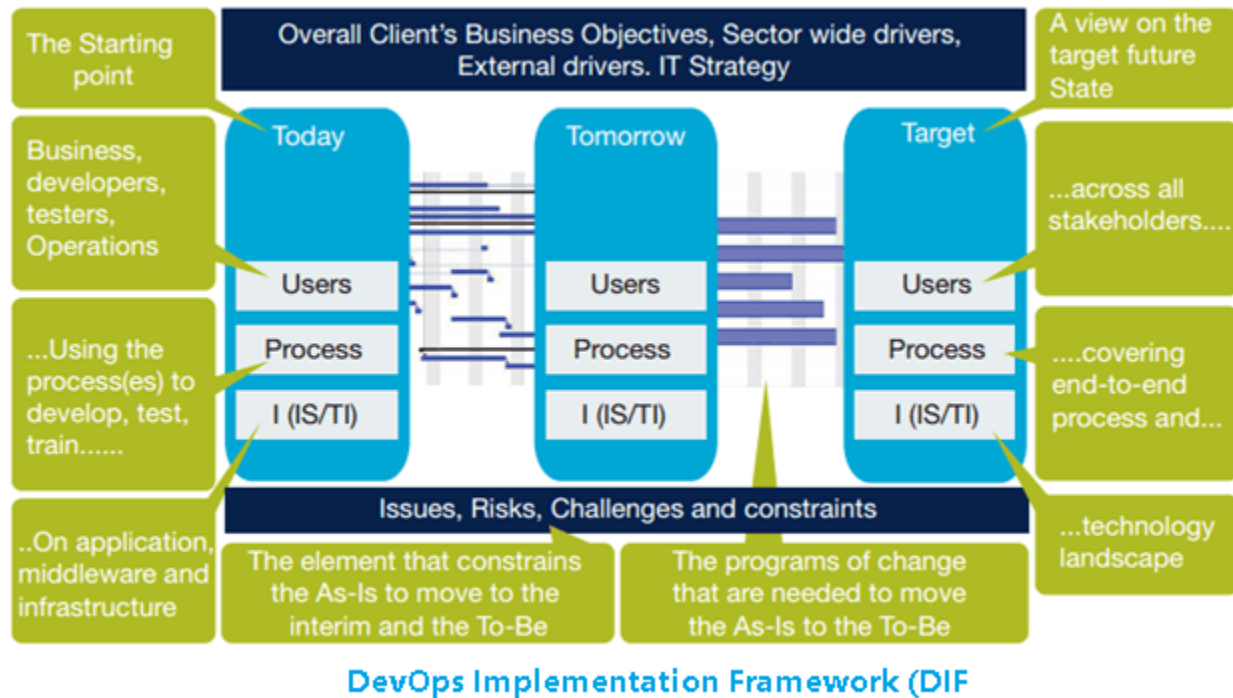 The Starting
point
Overall Client's Business Objectives, Sector wide drivers,
External drivers. IT Strategy
A view on the
target future
State
Today
Tomorrow
Target
Business,
developers,
testers,
Operations
...across all
stakeholders....
Users
Users
Users
...Using the
process(es) to
develop, test,
train......
Process
Process
Process
....covering
end-to-end
process and...
I (IS/TI)
I (IS/TI)
I (IS/TI)
..On application,
middleware and
infrastructure
Issues, Risks, Challenges and constraints
...technology
landscape
The element that constrains
the As-Is to move to the
interim and the To-Be
The programs of change
that are needed to move
the As-Is to the To-Be
DevOps Implementation Framework (DIF